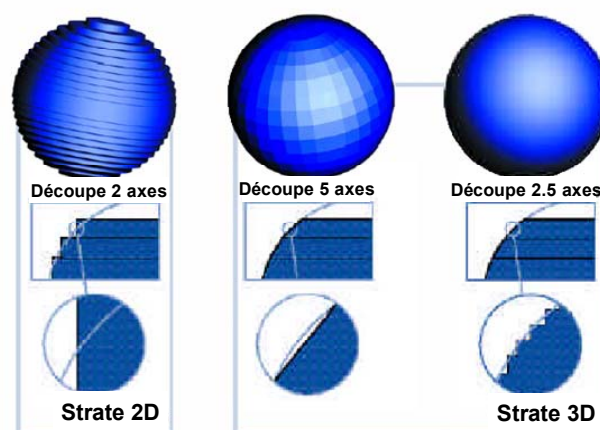 Découpe 2 axes
Découpe 5 axes
Découpe 2.5 axes
Strate 2D
Strate 3D